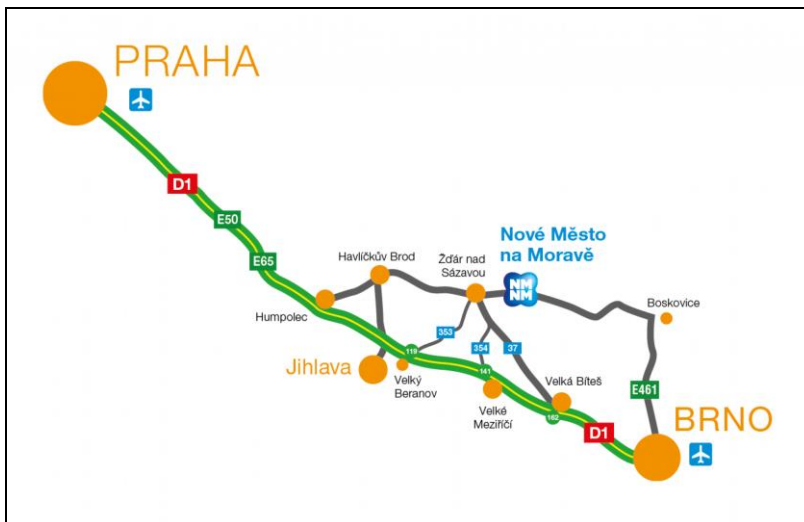 PRAHA
D1
E50
E65
Havlíčkův Brod
Žďár nad
Sázavou
Nové Město
na Moravě
NM
NM
Humpolec
Boskovice
353
354
37
Jihlava
119
Velký
Beranov
141
Velké
Meziříčí
Velká Bíteš
162
E461
D1
BRNO